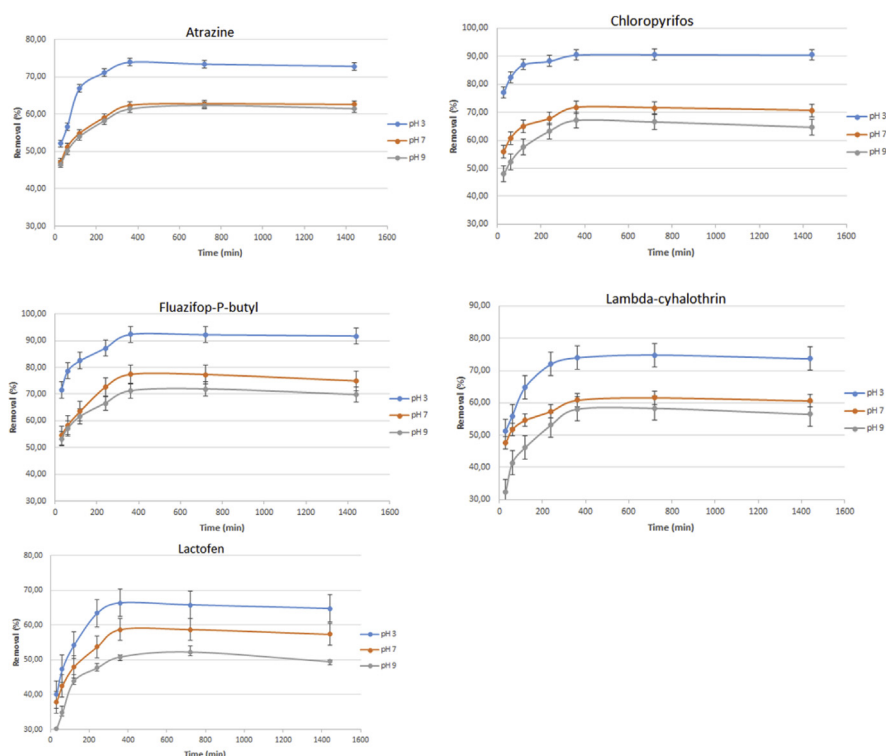 Atrazine
80,00
70,00
60,00
50,00
40,00
30,00
Removal (%)
0 200 400 600 800 1000 1200 1400 1600
Time (min)
pH 3
pH 7
pH 9
Chloropyrifos
100,00
90,00
80,00
70,00
60,00
50,00
40,00
30,00
Removal (%)
0 200 400 600 800 1000 1200 1400 1600
Time (min)
pH 3
pH 7
pH 9
Fluazifop-P-butyl
100,00
90,00
80,00
70,00
60,00
50,00
40,00
30,00
Removal (%)
0 200 400 600 800 1000 1200 1400 1600
Time (min)
pH 3
pH 7
pH 9
Lambda-cyhalothrin
90,00
80,00
70,00
60,00
50,00
40,00
30,00
Removal (%)
0 200 400 600 800 1000 1200 1400 1600
Time (min)
pH 3
pH 7
pH 9
Lactofen
80,00
70,00
60,00
50,00
40,00
30,00
Removal (%)
0 200 400 600 800 1000 1200 1400 1600
Time (min)
pH 3
pH 7
pH 9